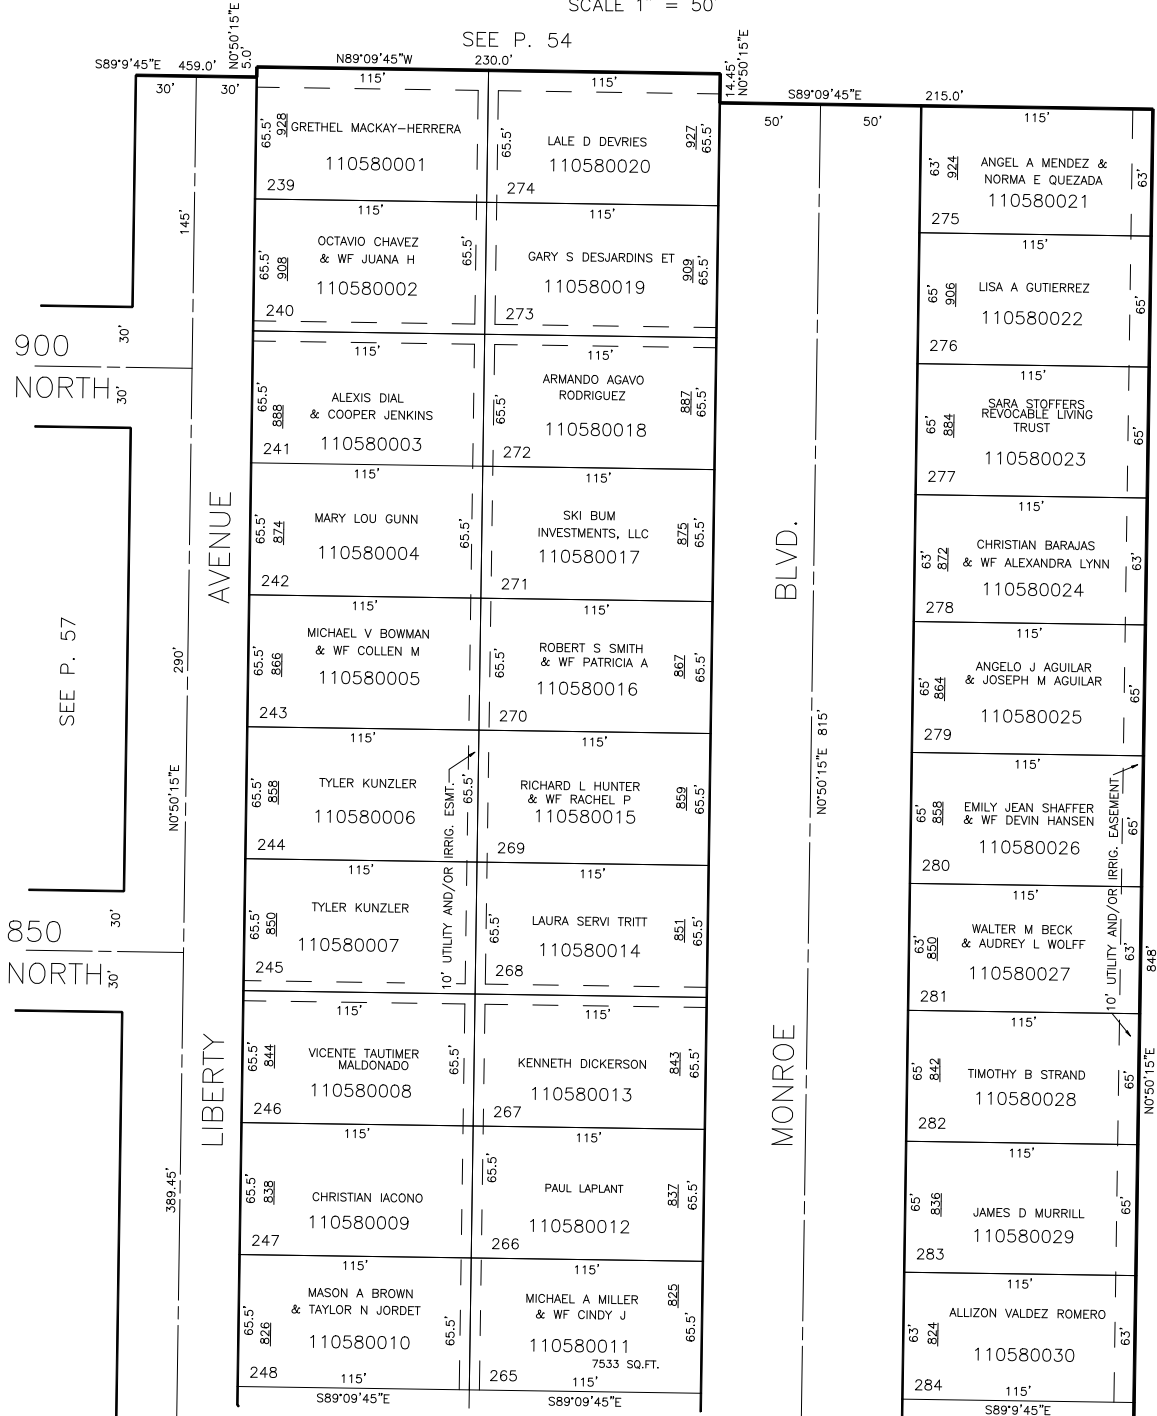 SCALE 1" = 50'
SEE P. 54
S89°9'45"E 459.0'
N0°50'15"E
5.0'
N89°09'45"W 230.0'
14.45'
N0°50'15"E
S89°09'45"E 215.0'
30' 30'
50' 50'
115'
65.5'
928
GRETHEL MACKAY-HERRERA
110580001
239
115'
65.5'
LALE D DEVRIES
927
65.5'
110580020
274
115'
63'
924
ANGEL A MENDEZ &
NORMA E QUEZADA
63'
110580021
275
145'
115'
65.5'
908
OCTAVIO CHAVEZ
& WF JUANA H
65.5'
110580002
240
115'
GARY S DESJARDINS ET
909
65.5'
110580019
273
115'
65'
906
LISA A GUTIERREZ
65'
110580022
276
900
NORTH
30'
30'
115'
65.5'
888
ALEXIS DIAL
& COOPER JENKINS
110580003
241
115'
65.5'
ARMANDO AGAVO
RODRIGUEZ
887
65.5'
110580018
272
115'
65'
884
SARA STOFFERS
REVOCABLE LIVING
TRUST
65'
110580023
277
115'
65.5'
874
MARY LOU GUNN
65.5'
110580004
242
115'
SKI BUM
INVESTMENTS, LLC
875
65.5'
110580017
271
115'
63'
872
CHRISTIAN BARAJAS
& WF ALEXANDRA LYNN
63'
110580024
278
AVENUE
BLVD.
SEE P. 57
290'
N0°50'15"E
115'
65.5'
866
MICHAEL V BOWMAN
& WF COLLEN M
110580005
243
115'
65.5'
ROBERT S SMITH
& WF PATRICIA A
867
65.5'
110580016
270
N0°50'15"E 815'
115'
65'
864
ANGELO J AGUILAR
& JOSEPH M AGUILAR
65'
110580025
279
115'
65.5'
858
TYLER KUNZLER
65.5'
110580006
244
10' UTILITY AND/OR IRRIG. ESMT.
115'
RICHARD L HUNTER
& WF RACHEL P
859
65.5'
110580015
269
115'
65'
858
EMILY JEAN SHAFFER
& WF DEVIN HANSEN
65'
110580026
280
10' UTILITY AND/OR IRRIG. EASEMENT
850
NORTH
30'
30'
115'
65.5'
850
TYLER KUNZLER
110580007
245
115'
65.5'
LAURA SERVI TRITT
851
65.5'
110580014
268
115'
63'
850
WALTER M BECK
& AUDREY L WOLFF
63'
110580027
281
848'
N0°50'15"E
LIBERTY
MONROE
115'
65.5'
844
VICENTE TAUTIMER
MALDONADO
65.5'
110580008
246
115'
KENNETH DICKERSON
843
65.5'
110580013
267
115'
65'
842
TIMOTHY B STRAND
65'
110580028
282
389.45'
115'
65.5'
838
CHRISTIAN IACONO
110580009
247
115'
65.5'
PAUL LAPLANT
837
65.5'
110580012
266
115'
65'
836
JAMES D MURRILL
65'
110580029
283
115'
65.5'
826
MASON A BROWN
& TAYLOR N JORDET
65.5'
110580010
248
115'
S89°09'45"E
115'
MICHAEL A MILLER
& WF CINDY J
825
65.5'
110580011
7533 SQ.FT.
265
115'
S89°09'45"E
115'
63'
824
ALLIZON VALDEZ ROMERO
63'
110580030
284
115'
S89°9'45"E